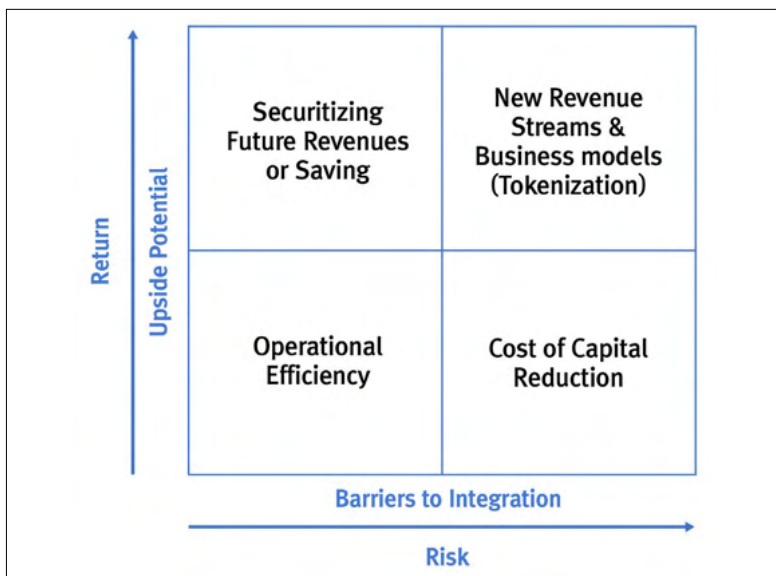 Return
Upside Potential
Securitizing
Future Revenues
or Saving
New Revenue
Streams &
Business models
(Tokenization)
Operational
Efficiency
Cost of Capital
Reduction
Barriers to Integration
Risk